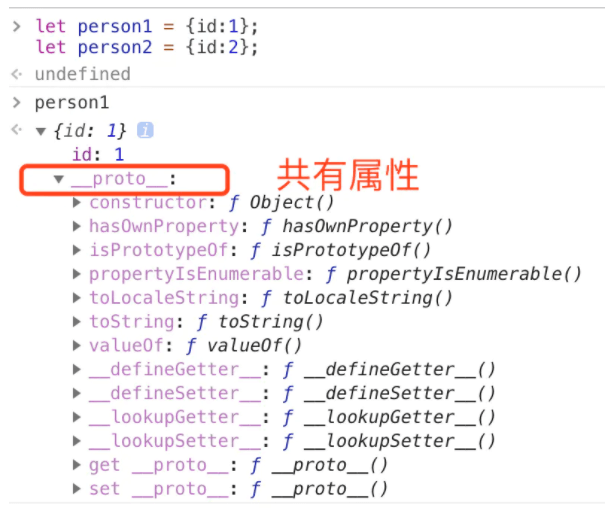 > let person1 = {id:1};
let person2 = {id:2};
undefined
> person1
{id: 1} i
id: 1
__proto__: 共有属性
constructor: ƒ Object()
hasOwnProperty: ƒ hasOwnProperty()
isPrototypeOf: ƒ isPrototypeOf()
propertyIsEnumerable: ƒ propertyIsEnumerable()
toLocaleString: ƒ toLocaleString()
toString: ƒ toString()
valueOf: ƒ valueOf()
__defineGetter__: ƒ __defineGetter__()
__defineSetter__: ƒ __defineSetter__()
__lookupGetter__: ƒ __lookupGetter__()
__lookupSetter__: ƒ __lookupSetter__()
get __proto__: ƒ __proto__()
set __proto__: ƒ __proto__()